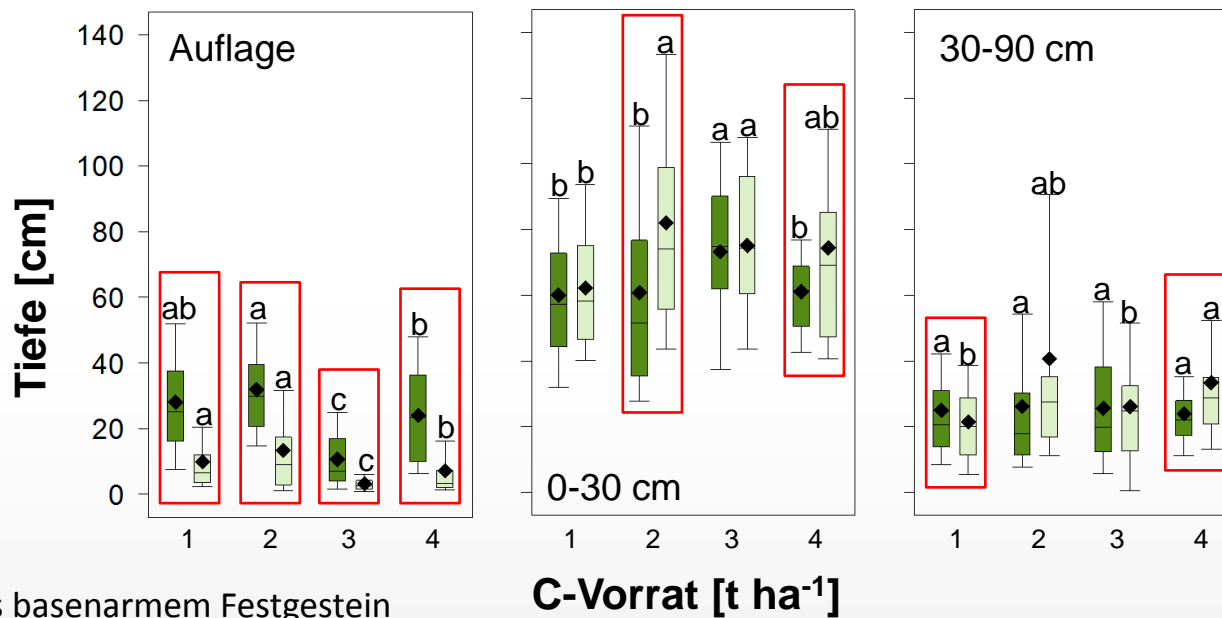 Auflage
0-30 cm
30-90 cm
Tiefe [cm]
140
120
100
80
60
40
20
0
ab
a
a
a
c
c
b
b
b
b
b
a
a
a
b
ab
a
b
a
ab
a
b
a
a
1 2 3 4
1 2 3 4
1 2 3 4
C-Vorrat [t ha⁻¹]
basenarmem Festgestein